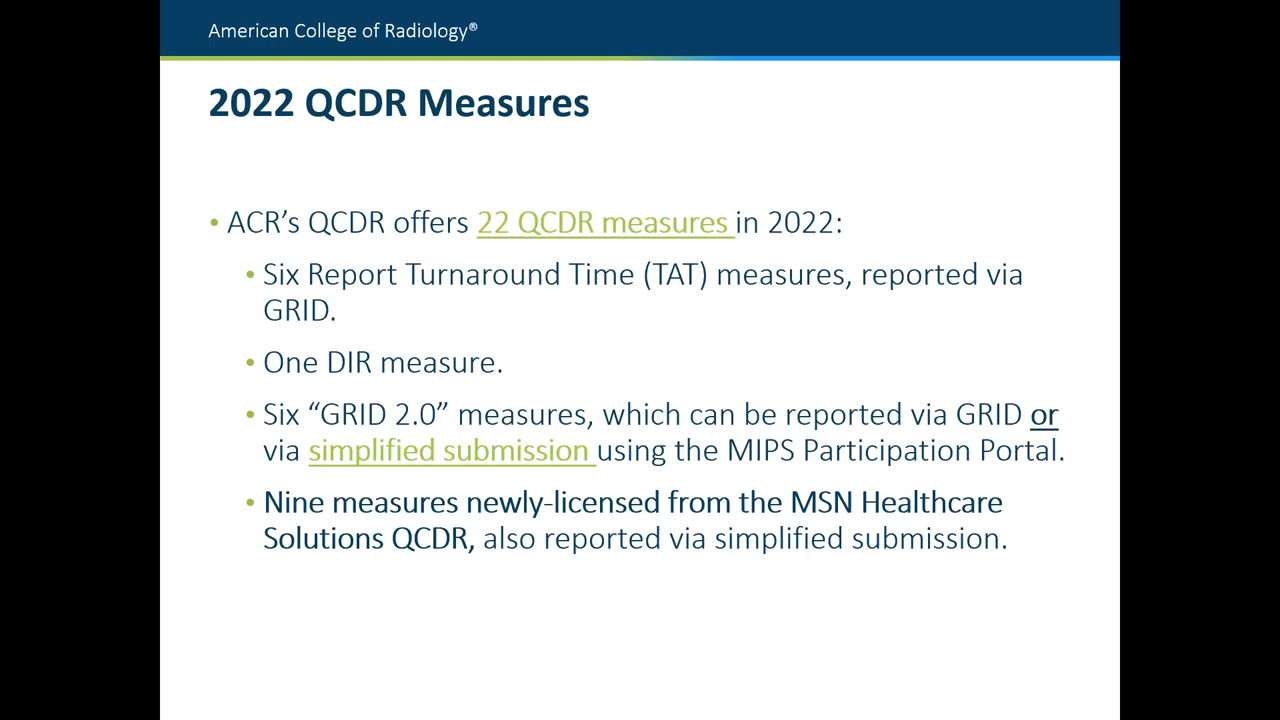 American College of Radiology®
2022 QCDR Measures
• ACR’s QCDR offers 22 QCDR measures in 2022:
• Six Report Turnaround Time (TAT) measures, reported via
GRID.
• One DIR measure.
• Six “GRID 2.0” measures, which can be reported via GRID or
via simplified submission using the MIPS Participation Portal.
• Nine measures newly-licensed from the MSN Healthcare
Solutions QCDR, also reported via simplified submission.